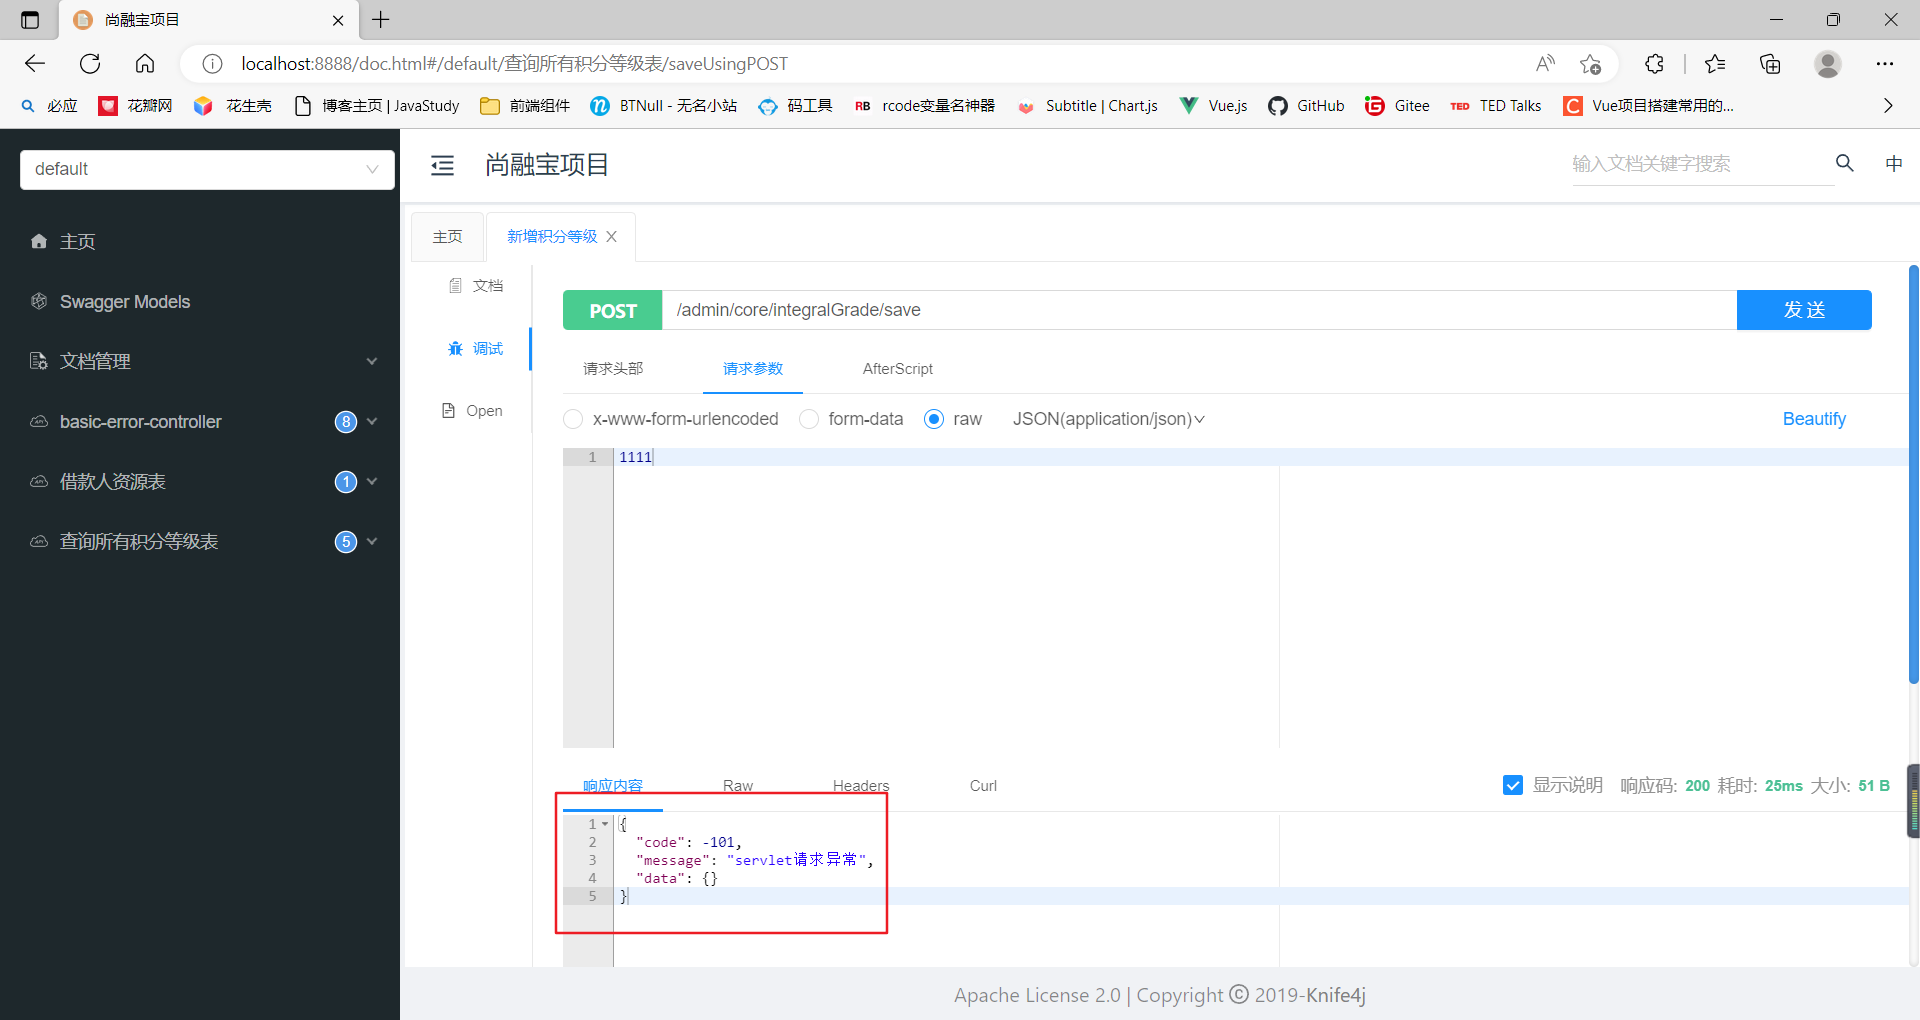 尚融宝项目
localhost:8888/doc.html#/default/查询所有积分等级表/saveUsingPOST
必应 花瓣网 花生壳 博客主页 | JavaStudy 前端组件 BTNull - 无名小站 码工具 RB rcode变量名神器 Subtitle | Chart.js Vue.js GitHub Gitee TED TED Talks Vue项目搭建常用的...
default
尚融宝项目
输入文档关键字搜索
中
主页
Swagger Models
文档管理
basic-error-controller 8
借款人资源表 1
查询所有积分等级表 5
主页 新增积分等级
文档
调试
Open
POST /admin/core/integralGrade/save 发 送
请求头部 请求参数 AfterScript
x-www-form-urlencoded form-data raw JSON(application/json) Beautify
1 1111
响应内容 Raw Headers Curl 显示说明 响应码: 200 耗时: 25ms 大小: 51 B
1 {
2 "code": -101,
3 "message": "servlet请求异常",
4 "data": {}
5 }
Apache License 2.0 | Copyright © 2019-Knife4j